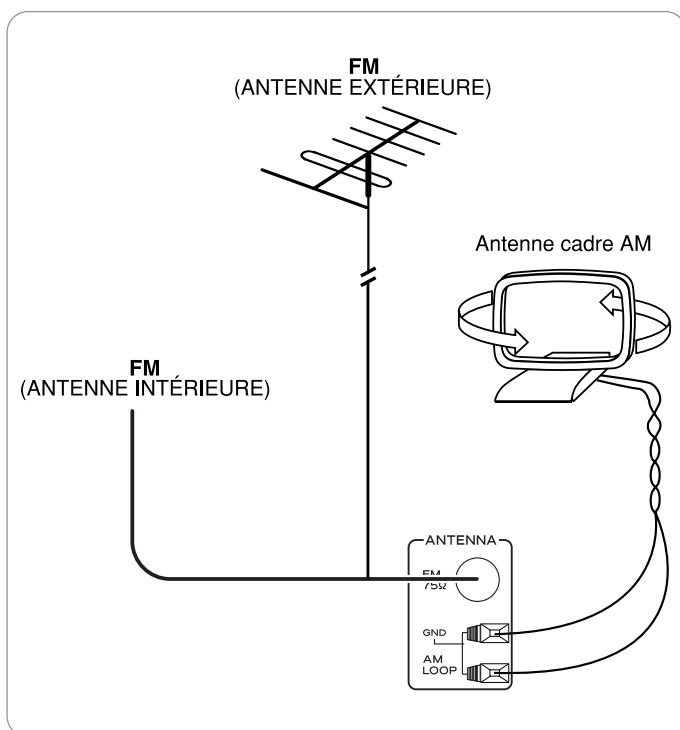 FM
(ANTENNE EXTÉRIEURE)
Antenne cadre AM
FM
(ANTENNE INTÉRIEURE)
ANTENNA
FM
75Ω
GND
AM
LOOP